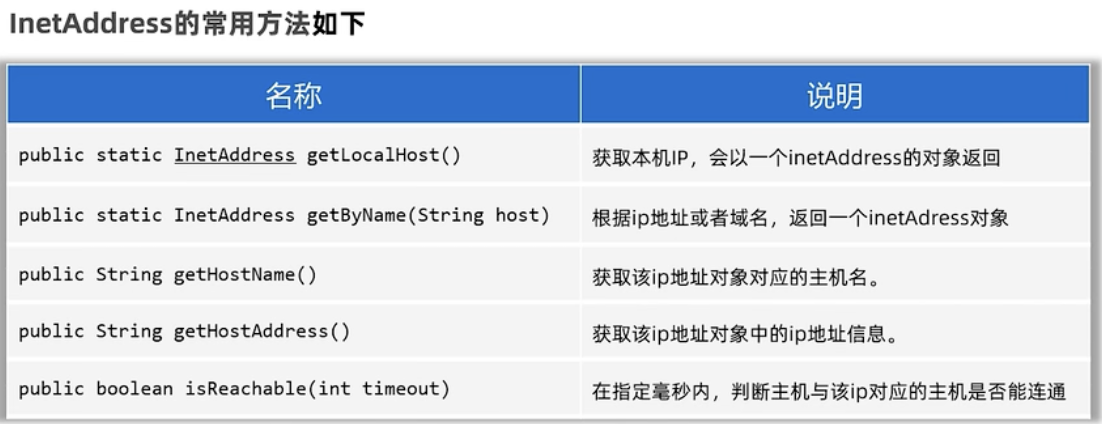 InetAddress的常用方法如下
名称 说明
public static InetAddress getLocalHost() 获取本机IP，会以一个inetAddress的对象返回
public static InetAddress getByName(String host) 根据ip地址或者域名，返回一个inetAdress对象
public String getHostName() 获取该ip地址对象对应的主机名。
public String getHostAddress() 获取该ip地址对象中的ip地址信息。
public boolean isReachable(int timeout) 在指定毫秒内，判断主机与该ip对应的主机是否能连通